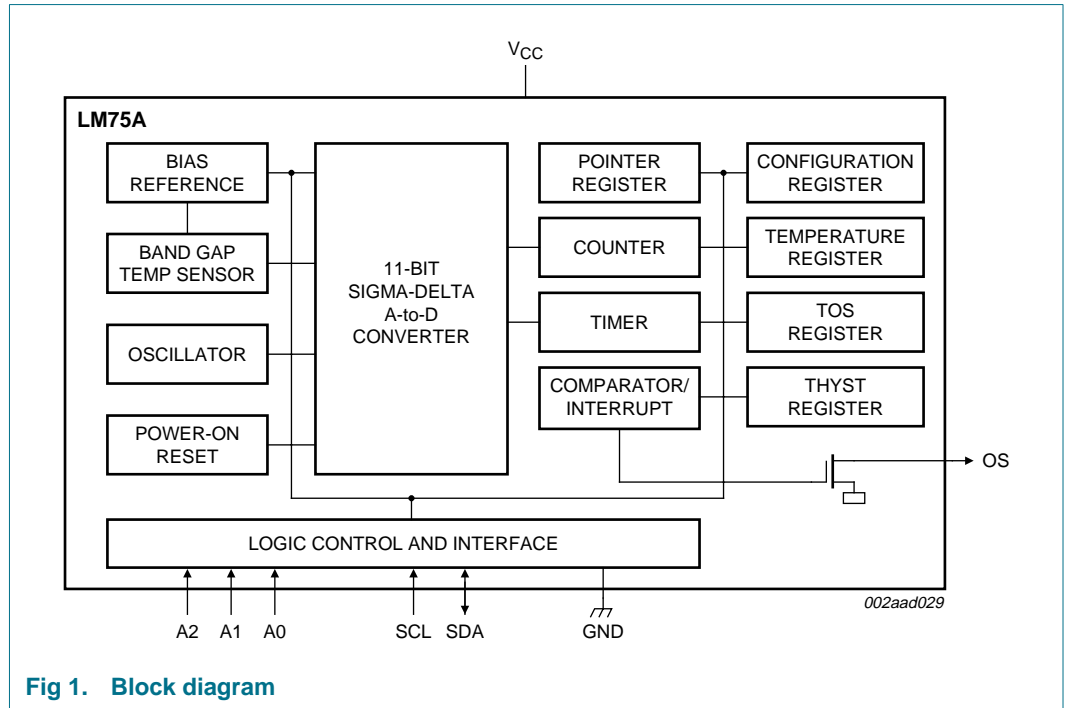 VCC
LM75A
BIAS
REFERENCE
BAND GAP
TEMP SENSOR
OSCILLATOR
POWER-ON
RESET
11-BIT
SIGMA-DELTA
A-to-D
CONVERTER
POINTER
REGISTER
CONFIGURATION
REGISTER
COUNTER
TEMPERATURE
REGISTER
TIMER
TOS
REGISTER
COMPARATOR/
INTERRUPT
THYST
REGISTER
OS
LOGIC CONTROL AND INTERFACE
002aad029
A2 A1 A0 SCL SDA GND
Fig 1. Block diagram